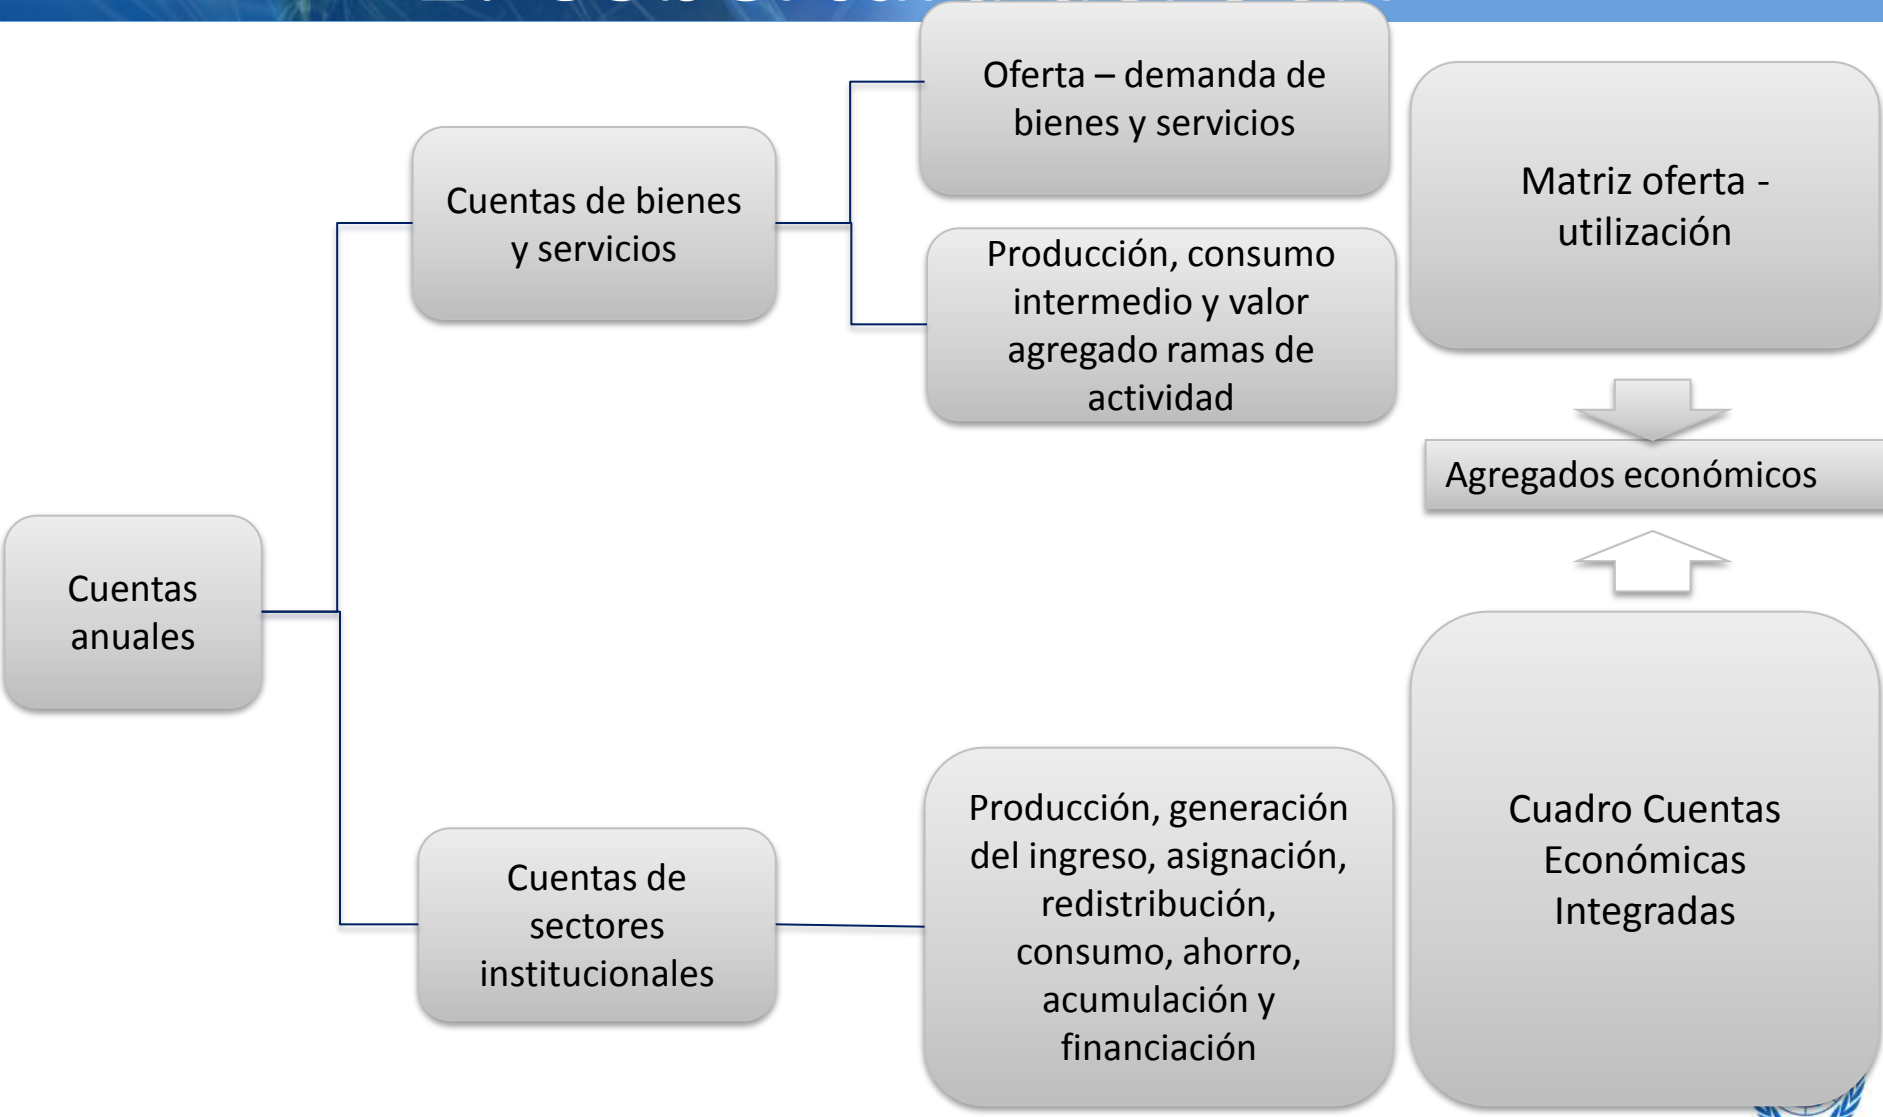 Oferta – demanda de
bienes y servicios
Matriz oferta -
utilización
Cuentas de bienes
y servicios
Producción, consumo
intermedio y valor
agregado ramas de
actividad
Agregados económicos
Cuentas
anuales
Cuentas de
sectores
institucionales
Producción, generación
del ingreso, asignación,
redistribución,
consumo, ahorro,
acumulación y
financiación
Cuadro Cuentas
Económicas
Integradas